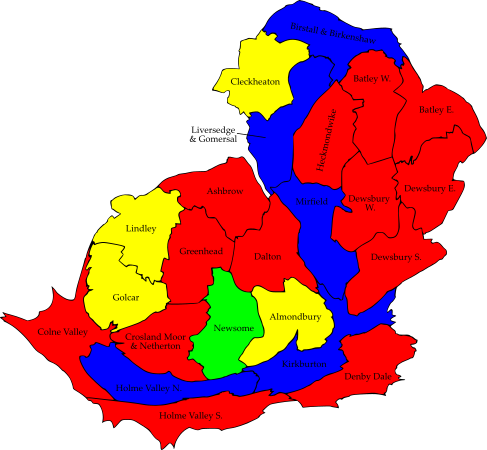 Birstall & Birkenshaw
Batley W.
Cleckheaton
Batley E.
Liversedge
& Gomersal
Heckmondwike
Ashbrow
Dewsbury E.
Mirfield
Dewsbury
W.
Lindley
Greenhead
Dalton
Dewsbury S.
Golcar
Almondbury
Newsome
Colne Valley
Crosland Moor
& Netherton
Kirkburton
Denby Dale
Holme Valley N.
Holme Valley S.